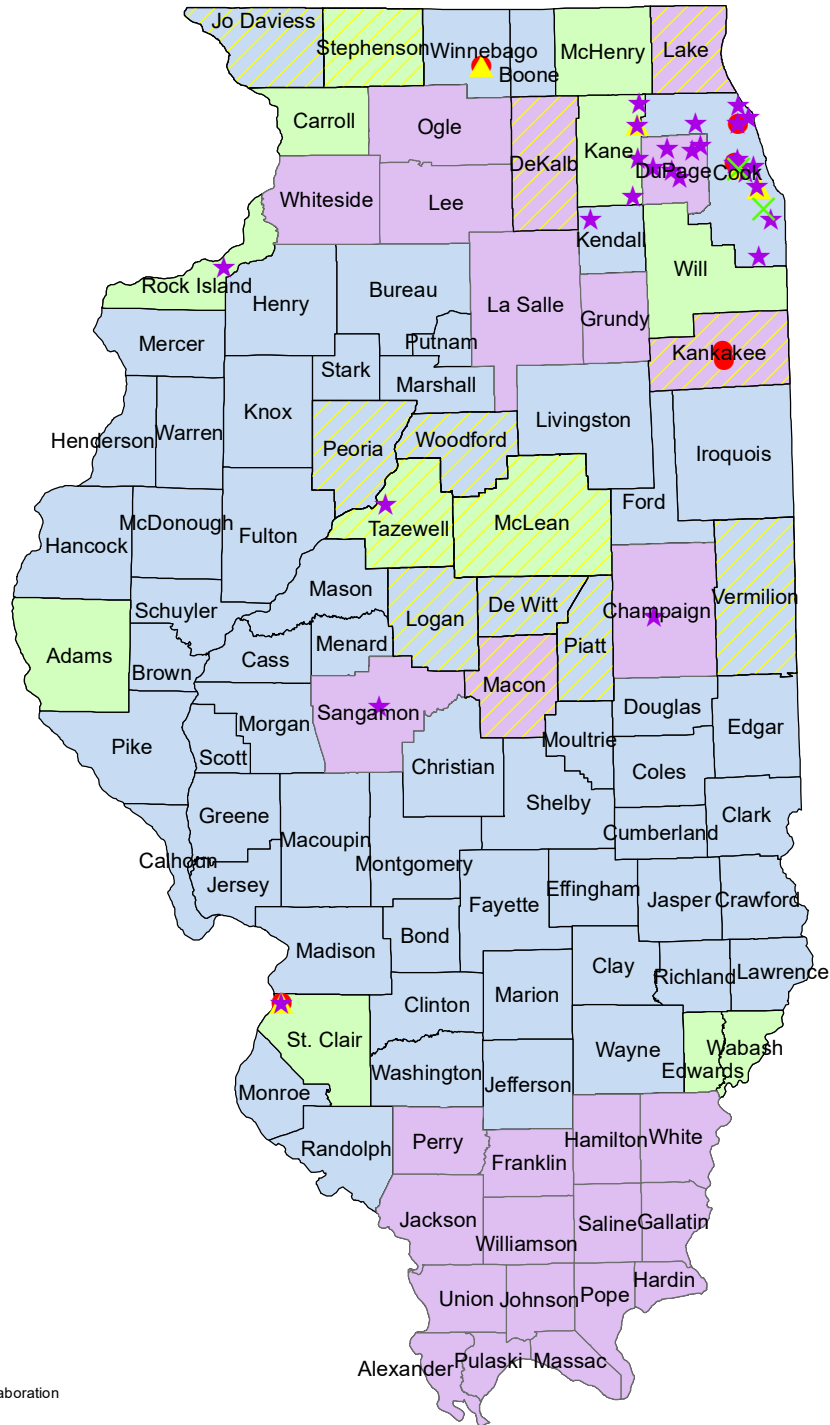 Jo Daviess
Stephenson
Winnebago
Boone
McHenry
Lake
Carroll
Ogle
DeKalb
Kane
DuPage
Cook
Whiteside
Lee
Kendall
Will
Rock Island
Henry
Bureau
La Salle
Grundy
Mercer
Putnam
Kankakee
Stark
Marshall
Knox
Livingston
Henderson
Warren
Peoria
Woodford
Iroquois
Ford
Hancock
McDonough
Fulton
Tazewell
McLean
Mason
Schuyler
Logan
De Witt
Champaign
Vermilion
Adams
Brown
Cass
Menard
Piatt
Macon
Sangamon
Morgan
Scott
Pike
Christian
Moultrie
Douglas
Edgar
Coles
Greene
Macoupin
Shelby
Cumberland
Clark
Calhoun
Jersey
Montgomery
Fayette
Effingham
Jasper
Crawford
Madison
Bond
Clay
Richland
Lawrence
Clinton
Marion
St. Clair
Wayne
Edwards
Wabash
Washington
Jefferson
Monroe
Randolph
Perry
Hamilton
White
Franklin
Jackson
Williamson
Saline
Gallatin
Union
Johnson
Pope
Hardin
Alexander
Pulaski
Massac
aboration